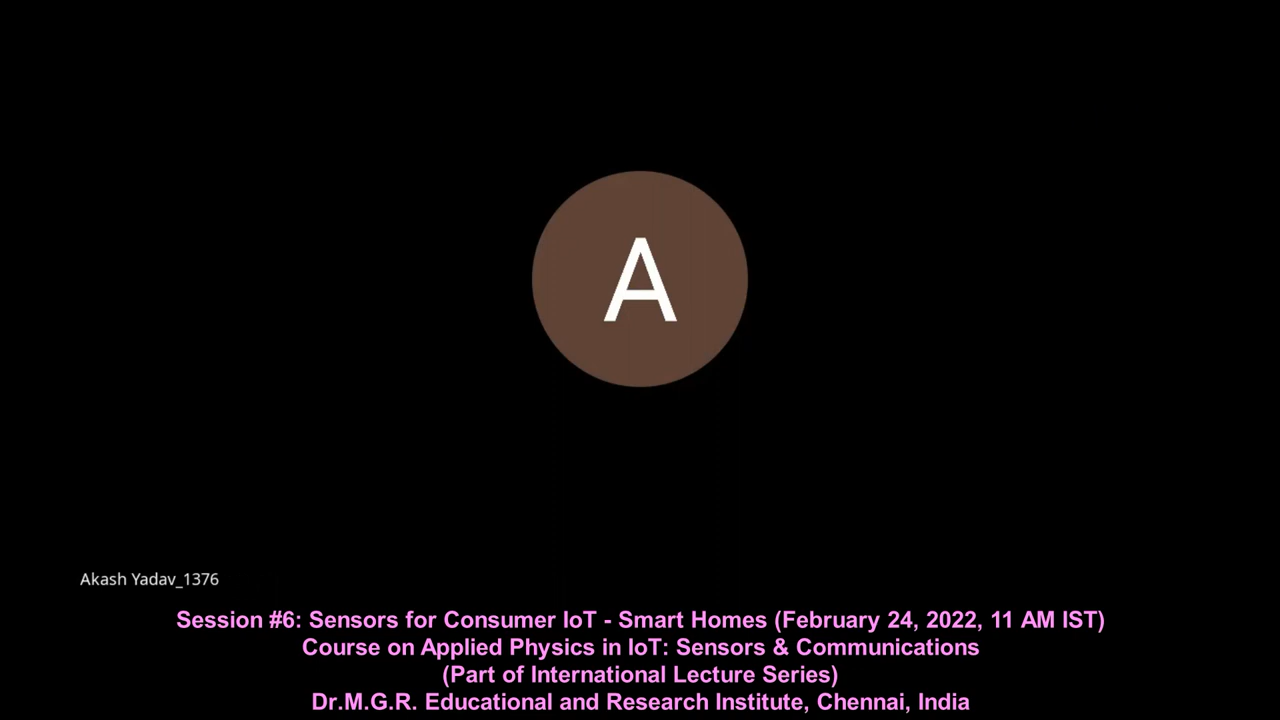 A
Akash Yadav_1376
Session #6: Sensors for Consumer IoT - Smart Homes (February 24, 2022, 11 AM IST)
Course on Applied Physics in IoT: Sensors & Communications
(Part of International Lecture Series)
Dr.M.G.R. Educational and Research Institute, Chennai, India